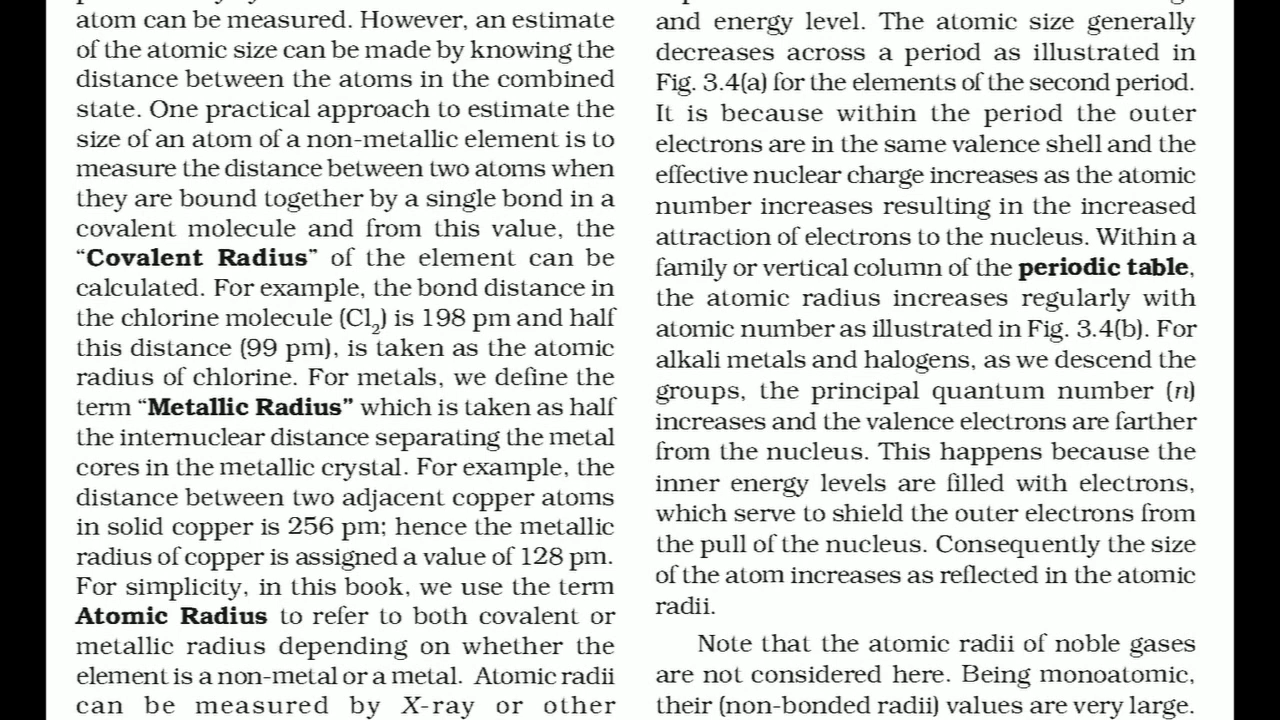 atom can be measured. However, an estimate
of the atomic size can be made by knowing the
distance between the atoms in the combined
state. One practical approach to estimate the
size of an atom of a non-metallic element is to
measure the distance between two atoms when
they are bound together by a single bond in a
covalent molecule and from this value, the
“Covalent Radius” of the element can be
calculated. For example, the bond distance in
the chlorine molecule (Cl₂) is 198 pm and half
this distance (99 pm), is taken as the atomic
radius of chlorine. For metals, we define the
term “Metallic Radius” which is taken as half
the internuclear distance separating the metal
cores in the metallic crystal. For example, the
distance between two adjacent copper atoms
in solid copper is 256 pm; hence the metallic
radius of copper is assigned a value of 128 pm.
For simplicity, in this book, we use the term
Atomic Radius to refer to both covalent or
metallic radius depending on whether the
element is a non-metal or a metal. Atomic radii
can be measured by X-ray or other
and energy level. The atomic size generally
decreases across a period as illustrated in
Fig. 3.4(a) for the elements of the second period.
It is because within the period the outer
electrons are in the same valence shell and the
effective nuclear charge increases as the atomic
number increases resulting in the increased
attraction of electrons to the nucleus. Within a
family or vertical column of the periodic table,
the atomic radius increases regularly with
atomic number as illustrated in Fig. 3.4(b). For
alkali metals and halogens, as we descend the
groups, the principal quantum number (n)
increases and the valence electrons are farther
from the nucleus. This happens because the
inner energy levels are filled with electrons,
which serve to shield the outer electrons from
the pull of the nucleus. Consequently the size
of the atom increases as reflected in the atomic
radii.
Note that the atomic radii of noble gases
are not considered here. Being monoatomic,
their (non-bonded radii) values are very large.